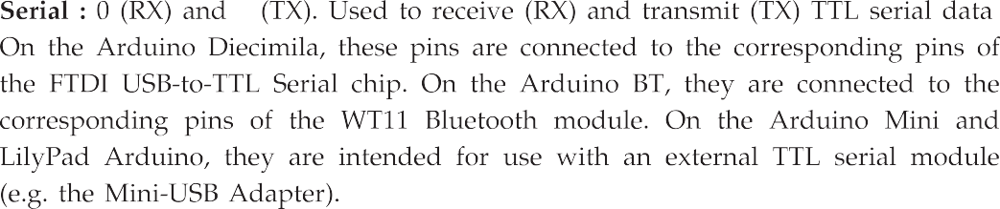 Serial : 0 (RX) and (TX). Used to receive (RX) and transmit (TX) TTL serial data
On the Arduino Diecimila, these pins are connected to the corresponding pins of
the FTDI USB-to-TTL Serial chip. On the Arduino BT, they are connected to the
corresponding pins of the WT11 Bluetooth module. On the Arduino Mini and
LilyPad Arduino, they are intended for use with an external TTL serial module
(e.g. the Mini-USB Adapter).